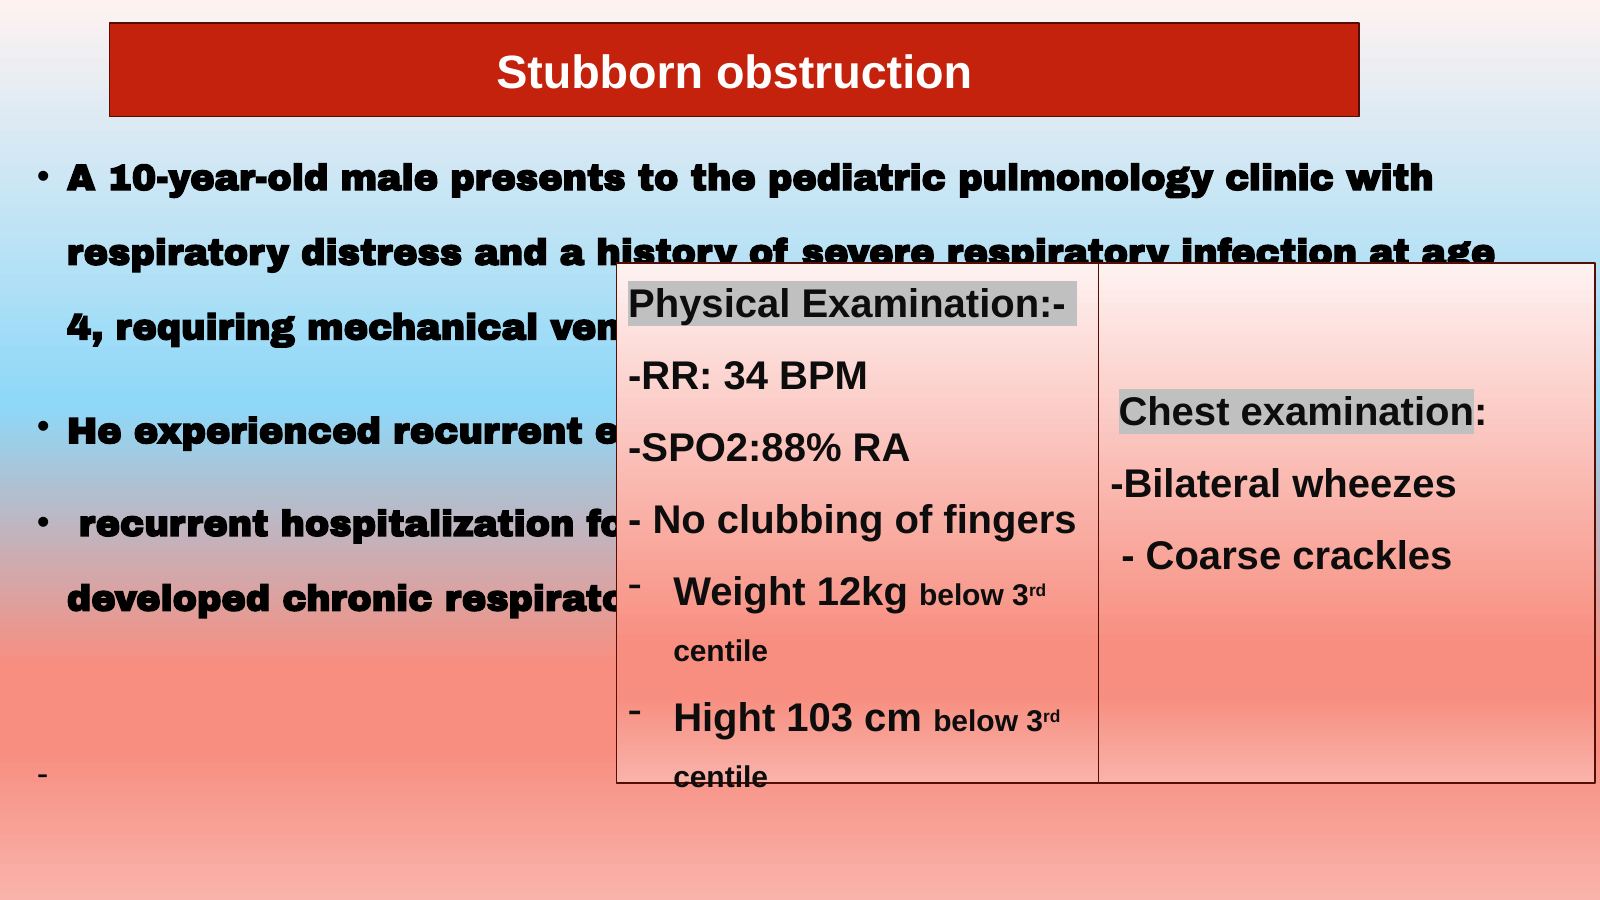 Stubborn obstruction
• A 10-year-old male presents to the pediatric pulmonology clinic with
respiratory distress and a history of severe respiratory infection at age
4, requiring mechanical
• He experienced recurrent
• recurrent hospitalization
developed chronic
-
Physical Examination:-
-RR: 34 BPM
-SPO2:88% RA
- No clubbing of fingers
- Weight 12kg below 3rd
centile
- Hight 103 cm below 3rd
centile
Chest examination:
-Bilateral wheezes
- Coarse crackles